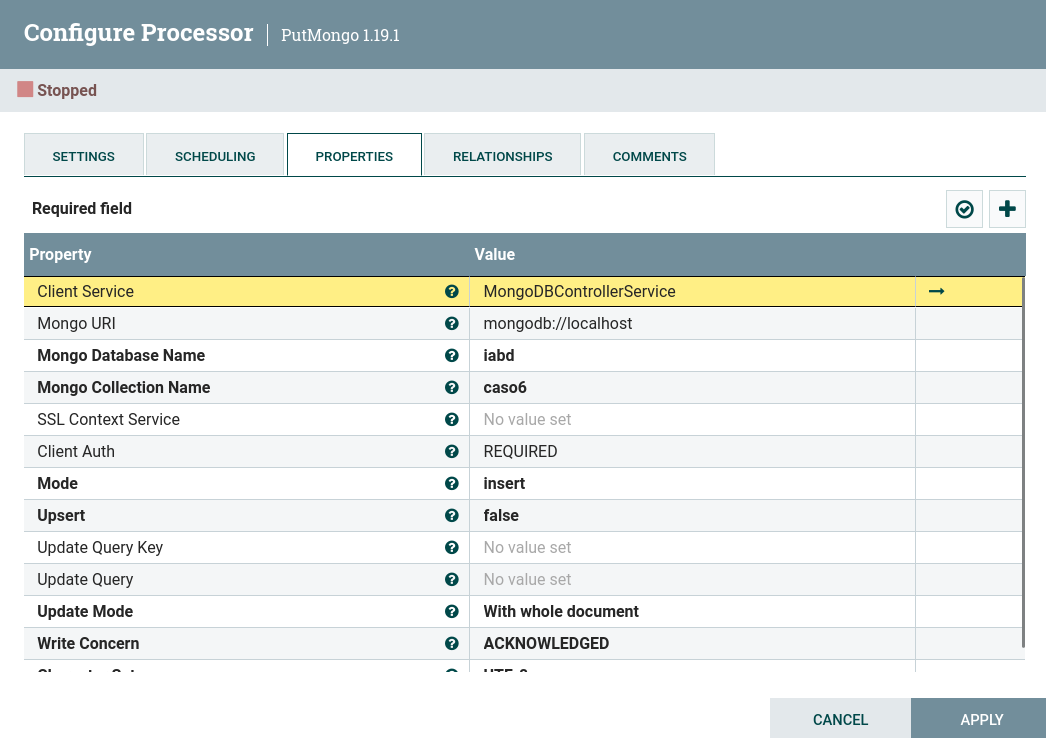 Configure Processor | PutMongo 1.19.1
Stopped
SETTINGS SCHEDULING PROPERTIES RELATIONSHIPS COMMENTS
Required field
Property Value
Client Service MongoDBControllerService
Mongo URI mongodb://localhost
Mongo Database Name iabd
Mongo Collection Name caso6
SSL Context Service No value set
Client Auth REQUIRED
Mode insert
Upsert false
Update Query Key No value set
Update Query No value set
Update Mode With whole document
Write Concern ACKNOWLEDGED
CANCEL APPLY